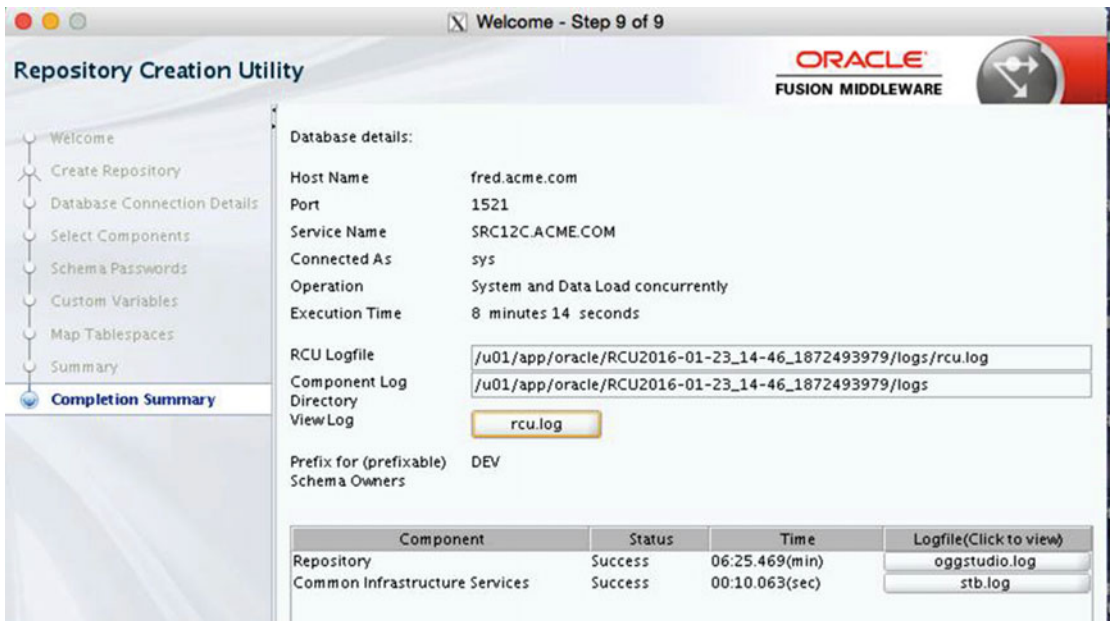 Welcome - Step 9 of 9
Repository Creation Utility
ORACLE
FUSION MIDDLEWARE
Welcome
Create Repository
Database Connection Details
Select Components
Schema Passwords
Custom Variables
Map Tablespaces
Summary
Completion Summary
Database details:
Host Name fred.acme.com
Port 1521
Service Name SRC12C.ACME.COM
Connected As sys
Operation System and Data Load concurrently
Execution Time 8 minutes 14 seconds
RCU Logfile /u01/app/oracle/RCU2016-01-23_14-46_1872493979/logs/rcu.log
Component Log /u01/app/oracle/RCU2016-01-23_14-46_1872493979/logs
Directory
View Log rcu.log
Prefix for (prefixable) DEV
Schema Owners
Component Status Time Logfile(Click to view)
Repository Success 06:25.469(min) oggstudio.log
Common Infrastructure Services Success 00:10.063(sec) stb.log